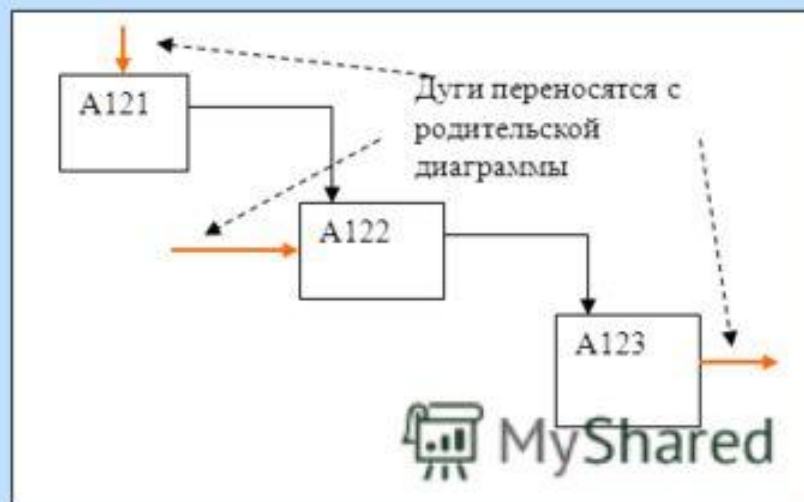 A121
Дуги переносятся с
родительской
диаграммы
A122
A123
MyShared